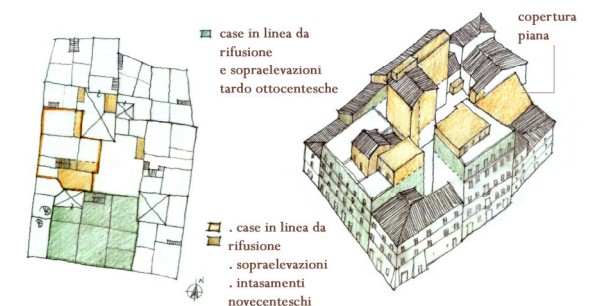 case in linea da
rifusione
e sopraelevazioni
tardo ottocentesche
copertura
piana
. case in linea da
rifusione
. sopraelevazioni
. intasamenti
novecenteschi
N